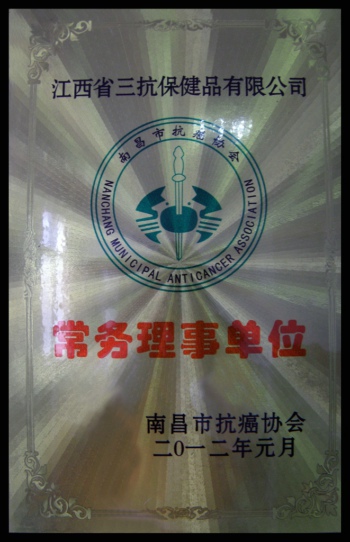 江西省三抗保健品有限公司
南昌市抗癌协会
NANCHANG MUNICIPAL ANTICANCER ASSOCIATION
常务理事单位
南昌市抗癌协会
二〇一二年元月